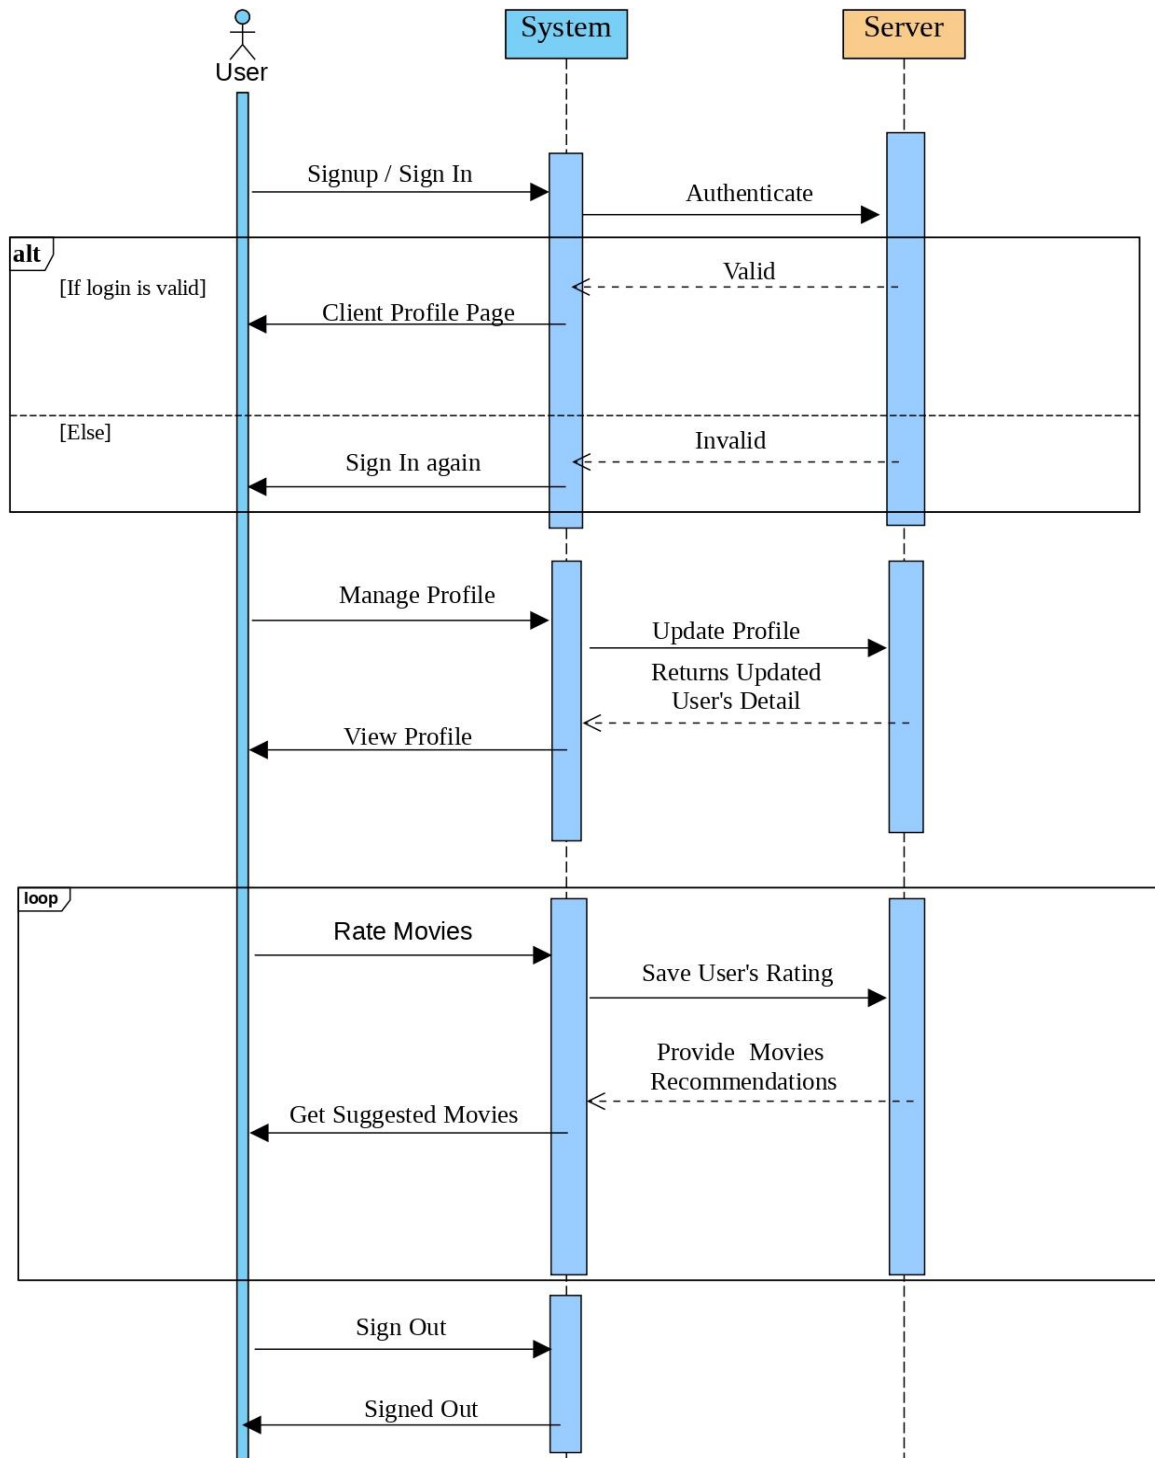 User
System
Server
Signup / Sign In
Authenticate
alt
[If login is valid]
Valid
Client Profile Page
[Else]
Invalid
Sign In again
Manage Profile
Update Profile
Returns Updated
User's Detail
View Profile
loop
Rate Movies
Save User's Rating
Provide  Movies
Recommendations
Get Suggested Movies
Sign Out
Signed Out